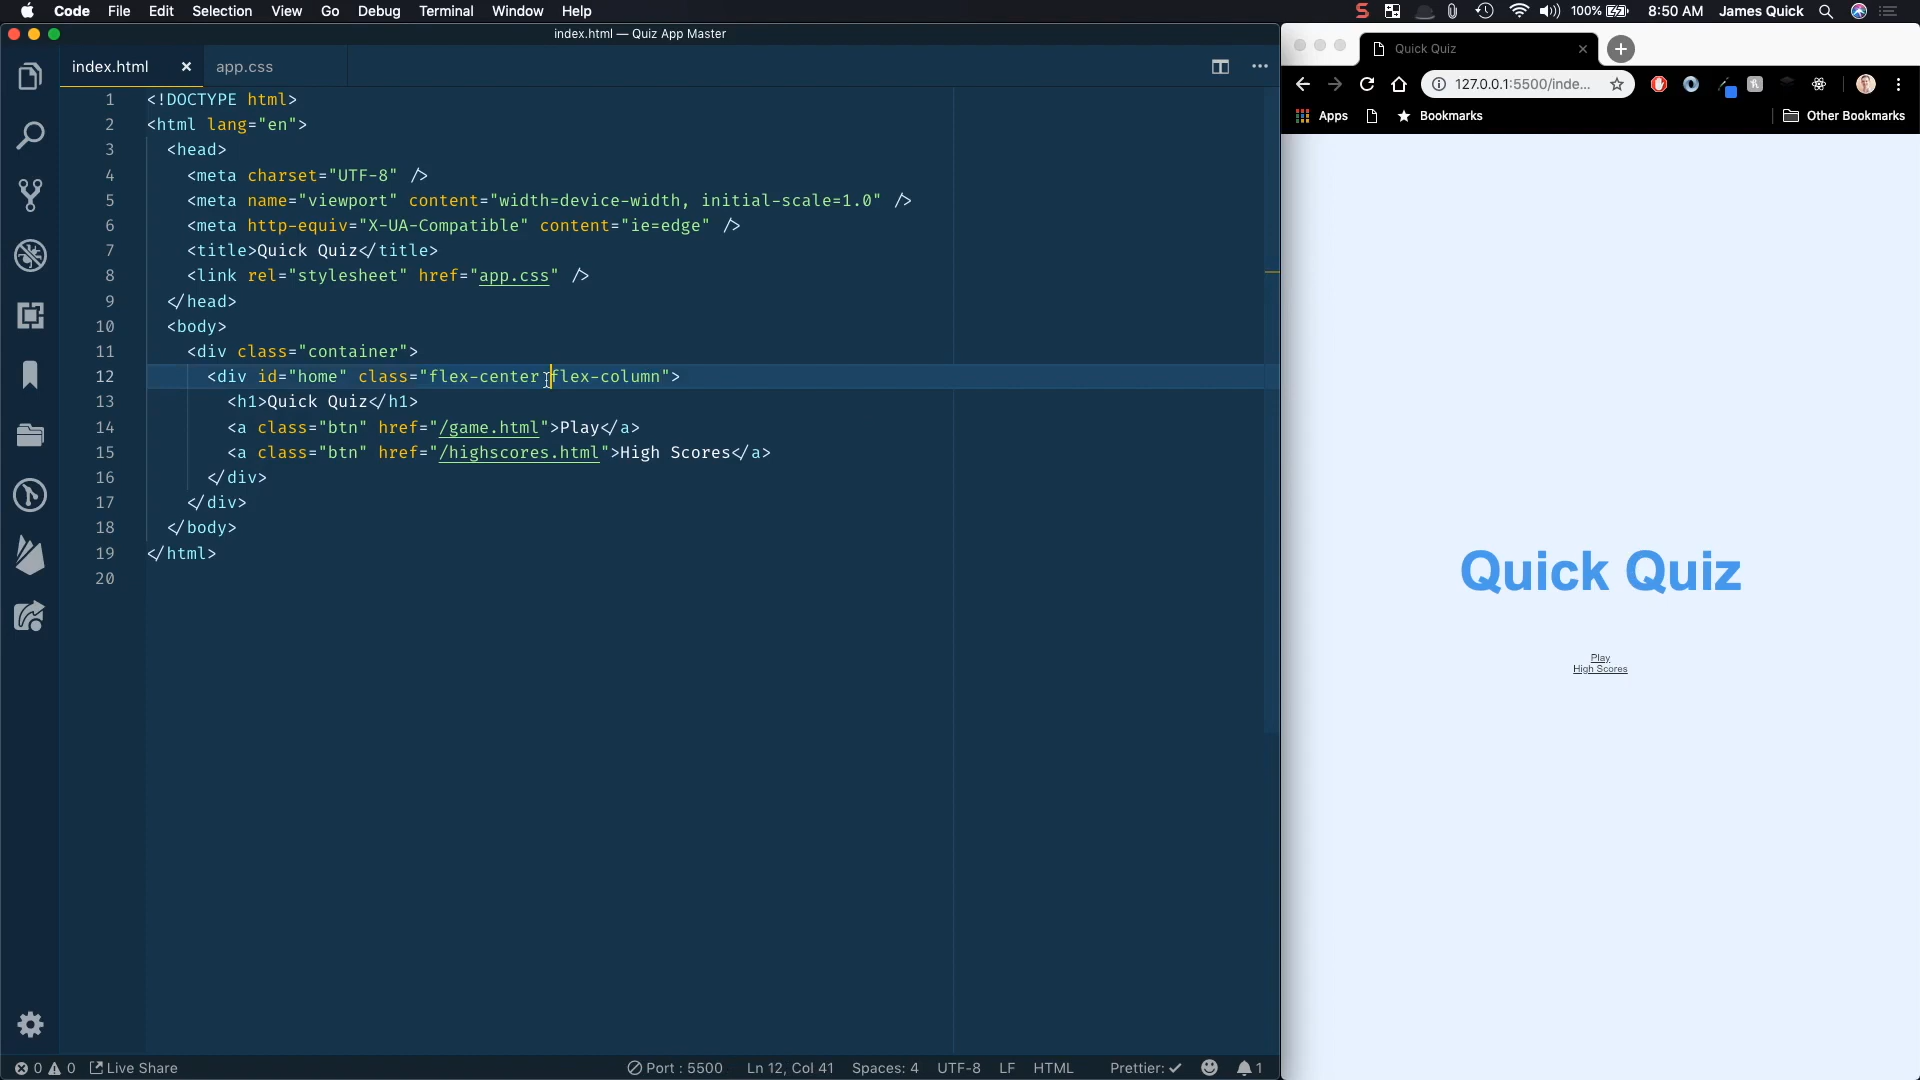 Code File Edit Selection View Go Debug Terminal Window Help
100% 8:50 AM James Quick
index.html — Quiz App Master
index.html app.css
1 <!DOCTYPE html>
2 <html lang="en">
3 <head>
4 <meta charset="UTF-8" />
5 <meta name="viewport" content="width=device-width, initial-scale=1.0" />
6 <meta http-equiv="X-UA-Compatible" content="ie=edge" />
7 <title>Quick Quiz</title>
8 <link rel="stylesheet" href="app.css" />
9 </head>
10 <body>
11 <div class="container">
12 <div id="home" class="flex-center flex-column">
13 <h1>Quick Quiz</h1>
14 <a class="btn" href="/game.html">Play</a>
15 <a class="btn" href="/highscores.html">High Scores</a>
16 </div>
17 </div>
18 </body>
19 </html>
20
0 0 Live Share Port : 5500 Ln 12, Col 41 Spaces: 4 UTF-8 LF HTML Prettier: ✓ 1
Quick Quiz
127.0.0.1:5500/inde...
Apps Bookmarks Other Bookmarks
Quick Quiz
Play
High Scores